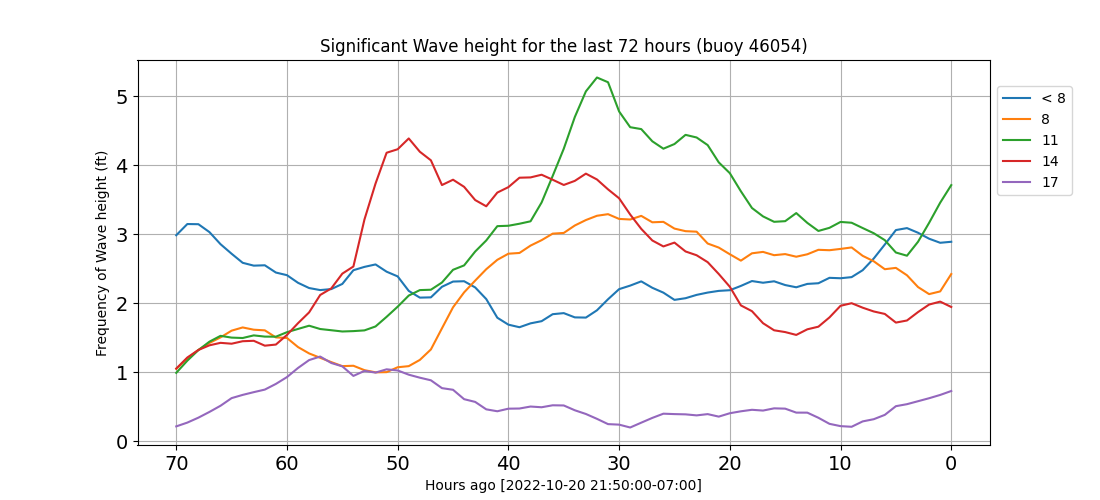 Significant Wave height for the last 72 hours (buoy 46054)
Frequency of Wave height (ft)
5
4
3
2
1
0
70 60 50 40 30 20 10 0
Hours ago [2022-10-20 21:50:00-07:00]
< 8
8
11
14
17